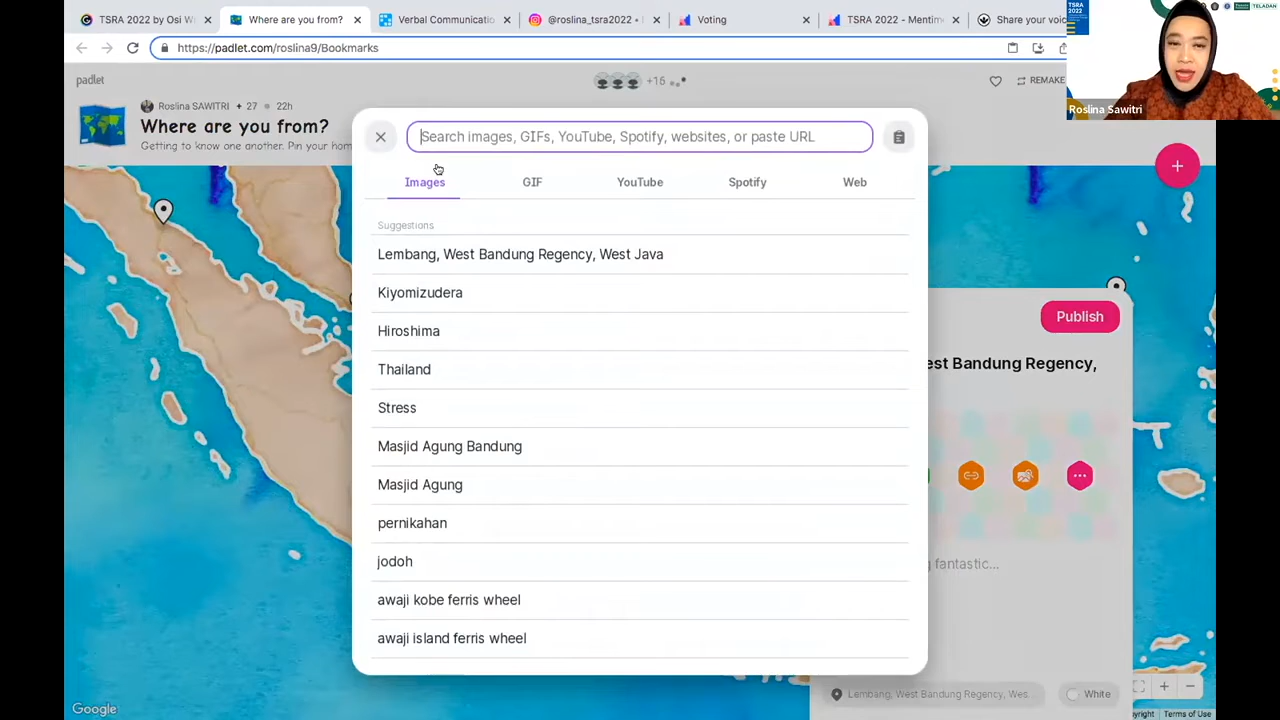 TSRA 2022 by Osi W
Where are you from?
Verbal Communicatio
@roslina_tsra2022 •
Voting
TSRA 2022 - Mentim
Share your voic
https://padlet.com/roslina9/Bookmarks
TSRA
2022
TELADAN
Roslina Sawitri
padlet
+16
REMAKE
Roslina SAWITRI + 27 22h
Where are you from?
Getting to know one another. Pin your hom
Search images, GIFs, YouTube, Spotify, websites, or paste URL
Images
GIF
YouTube
Spotify
Web
Suggestions
Lembang, West Bandung Regency, West Java
Kiyomizudera
Hiroshima
Thailand
Stress
Masjid Agung Bandung
Masjid Agung
pernikahan
jodoh
awaji kobe ferris wheel
awaji island ferris wheel
Publish
est Bandung Regency,
fantastic...
Lembang, West Bandung Regency, Wes...
White
Google
yright
Terms of Use